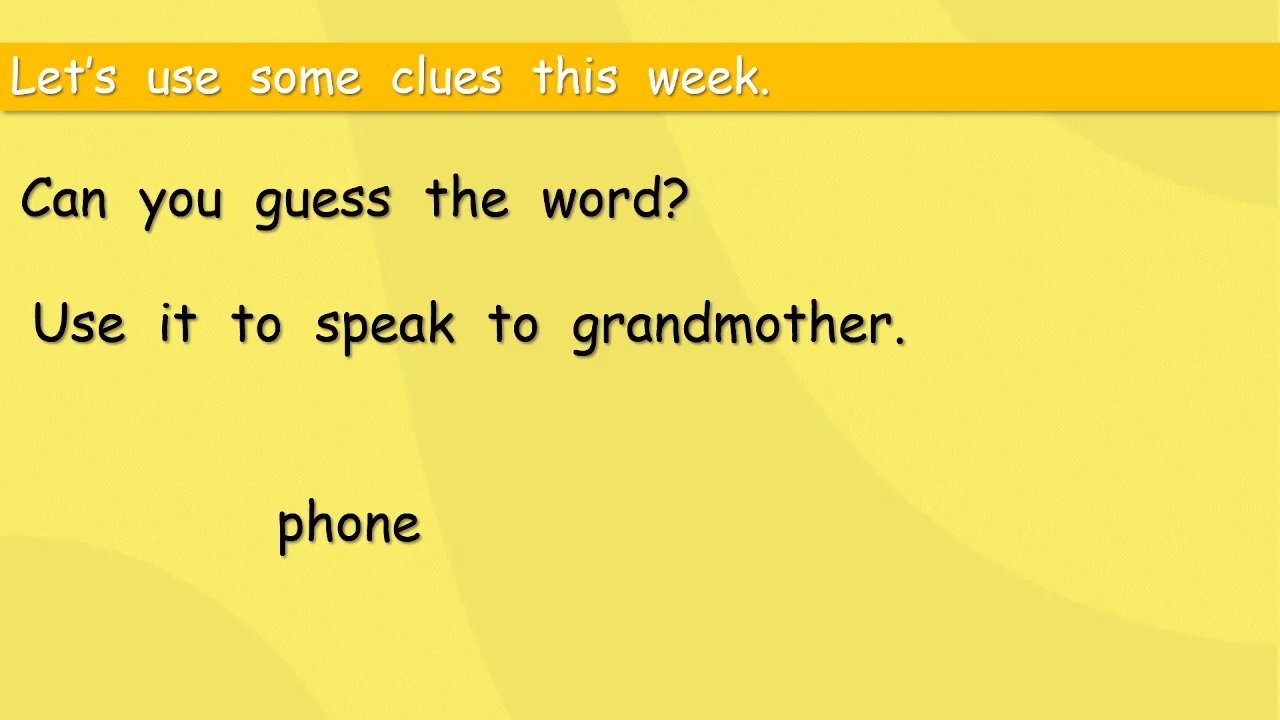 Let’s use some clues this week.
Can you guess the word?
Use it to speak to grandmother.
phone